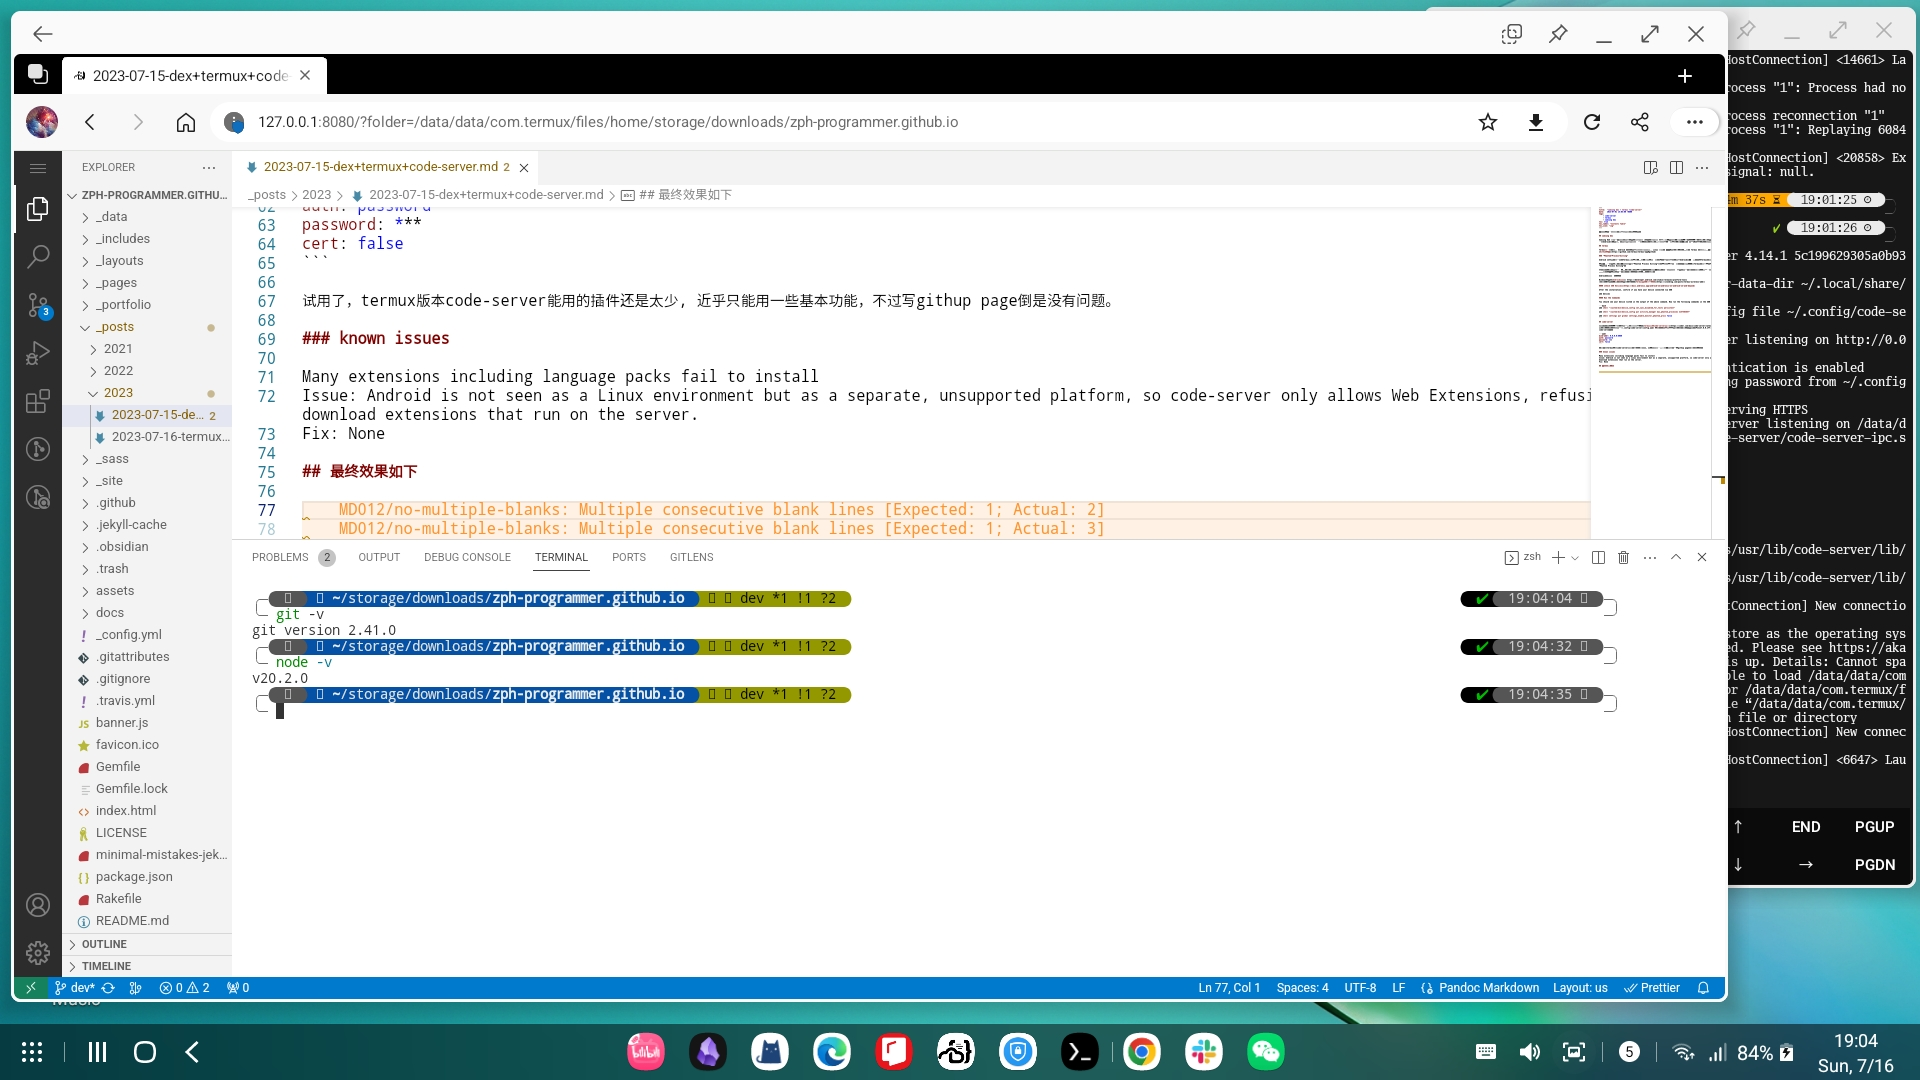 2023-07-15-dex+termux+code-
127.0.0.1:8080/?folder=/data/data/com.termux/files/home/storage/downloads/zph-programmer.github.io
EXPLORER
ZPH-PROGRAMMER.GITHU...
_data
_includes
_layouts
_pages
_portfolio
_posts
2021
2022
2023
2023-07-15-de... 2
2023-07-16-termux...
_sass
_site
.github
.jekyll-cache
.obsidian
.trash
assets
docs
_config.yml
.gitattributes
.gitignore
.travis.yml
banner.js
favicon.ico
Gemfile
Gemfile.lock
index.html
LICENSE
minimal-mistakes-jek...
package.json
Rakefile
README.md
OUTLINE
TIMELINE
3
2023-07-15-dex+termux+code-server.md 2
_posts > 2023 > 2023-07-15-dex+termux+code-server.md > ## 最终效果如下
62 auth: password
63 password: ***
64 cert: false
65 ```
66
67 试用了，termux版本code-server能用的插件还是太少, 近乎只能用一些基本功能，不过写githup page倒是没有问题。
68
69 ### known issues
70
71 Many extensions including language packs fail to install
72 Issue: Android is not seen as a Linux environment but as a separate, unsupported platform, so code-server only allows Web Extensions, refusi
download extensions that run on the server.
73 Fix: None
74
75 ## 最终效果如下
76
77 MD012/no-multiple-blanks: Multiple consecutive blank lines [Expected: 1; Actual: 2]
78 MD012/no-multiple-blanks: Multiple consecutive blank lines [Expected: 1; Actual: 3]
PROBLEMS 2 OUTPUT DEBUG CONSOLE TERMINAL PORTS GITLENS
zsh
~/storage/downloads/zph-programmer.github.io dev *1 !1 ?2 ✔ 19:04:04
git -v
git version 2.41.0
~/storage/downloads/zph-programmer.github.io dev *1 !1 ?2 ✔ 19:04:32
node -v
v20.2.0
~/storage/downloads/zph-programmer.github.io dev *1 !1 ?2 ✔ 19:04:35
dev* 0 2 0
Ln 77, Col 1 Spaces: 4 UTF-8 LF Pandoc Markdown Layout: us Prettier
HostConnection] <14661> La
rocess "1": Process had no
rocess reconnection "1"
rocess "1": Replaying 6084
HostConnection] <20858> Ex
signal: null.
m 37s 19:01:25
✔ 19:01:26
er 4.14.1 5c199629305a0b93
r-data-dir ~/.local/share/
fig file ~/.config/code-se
er listening on http://0.0
ntication is enabled
ng password from ~/.config
erving HTTPS
erver listening on /data/d
e-server/code-server-ipc.s
s/usr/lib/code-server/lib/
s/usr/lib/code-server/lib/
tConnection] New connectio
store as the operating sys
ed. Please see https://aka
is up. Details: Cannot spa
ble to load /data/data/com
or /data/data/com.termux/f
le “/data/data/com.termux/
n file or directory
HostConnection] New connec
HostConnection] <6647> Lau
↑ END PGUP
↓ → PGDN
Music
bilibili
5
84%
19:04
Sun, 7/16